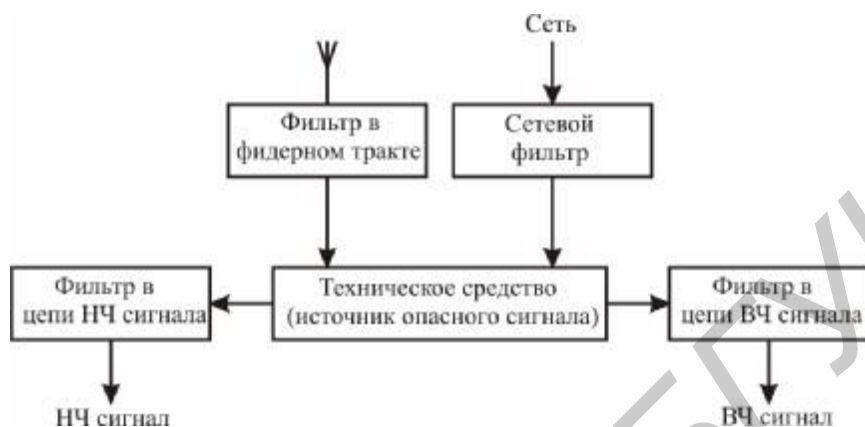 Сеть
Фильтр в
фидерном тракте
Сетевой
фильтр
Фильтр в
цепи НЧ сигнала
Техническое средство
(источник опасного сигнала)
Фильтр в
цепи ВЧ сигнала
НЧ сигнал
ВЧ сигнал